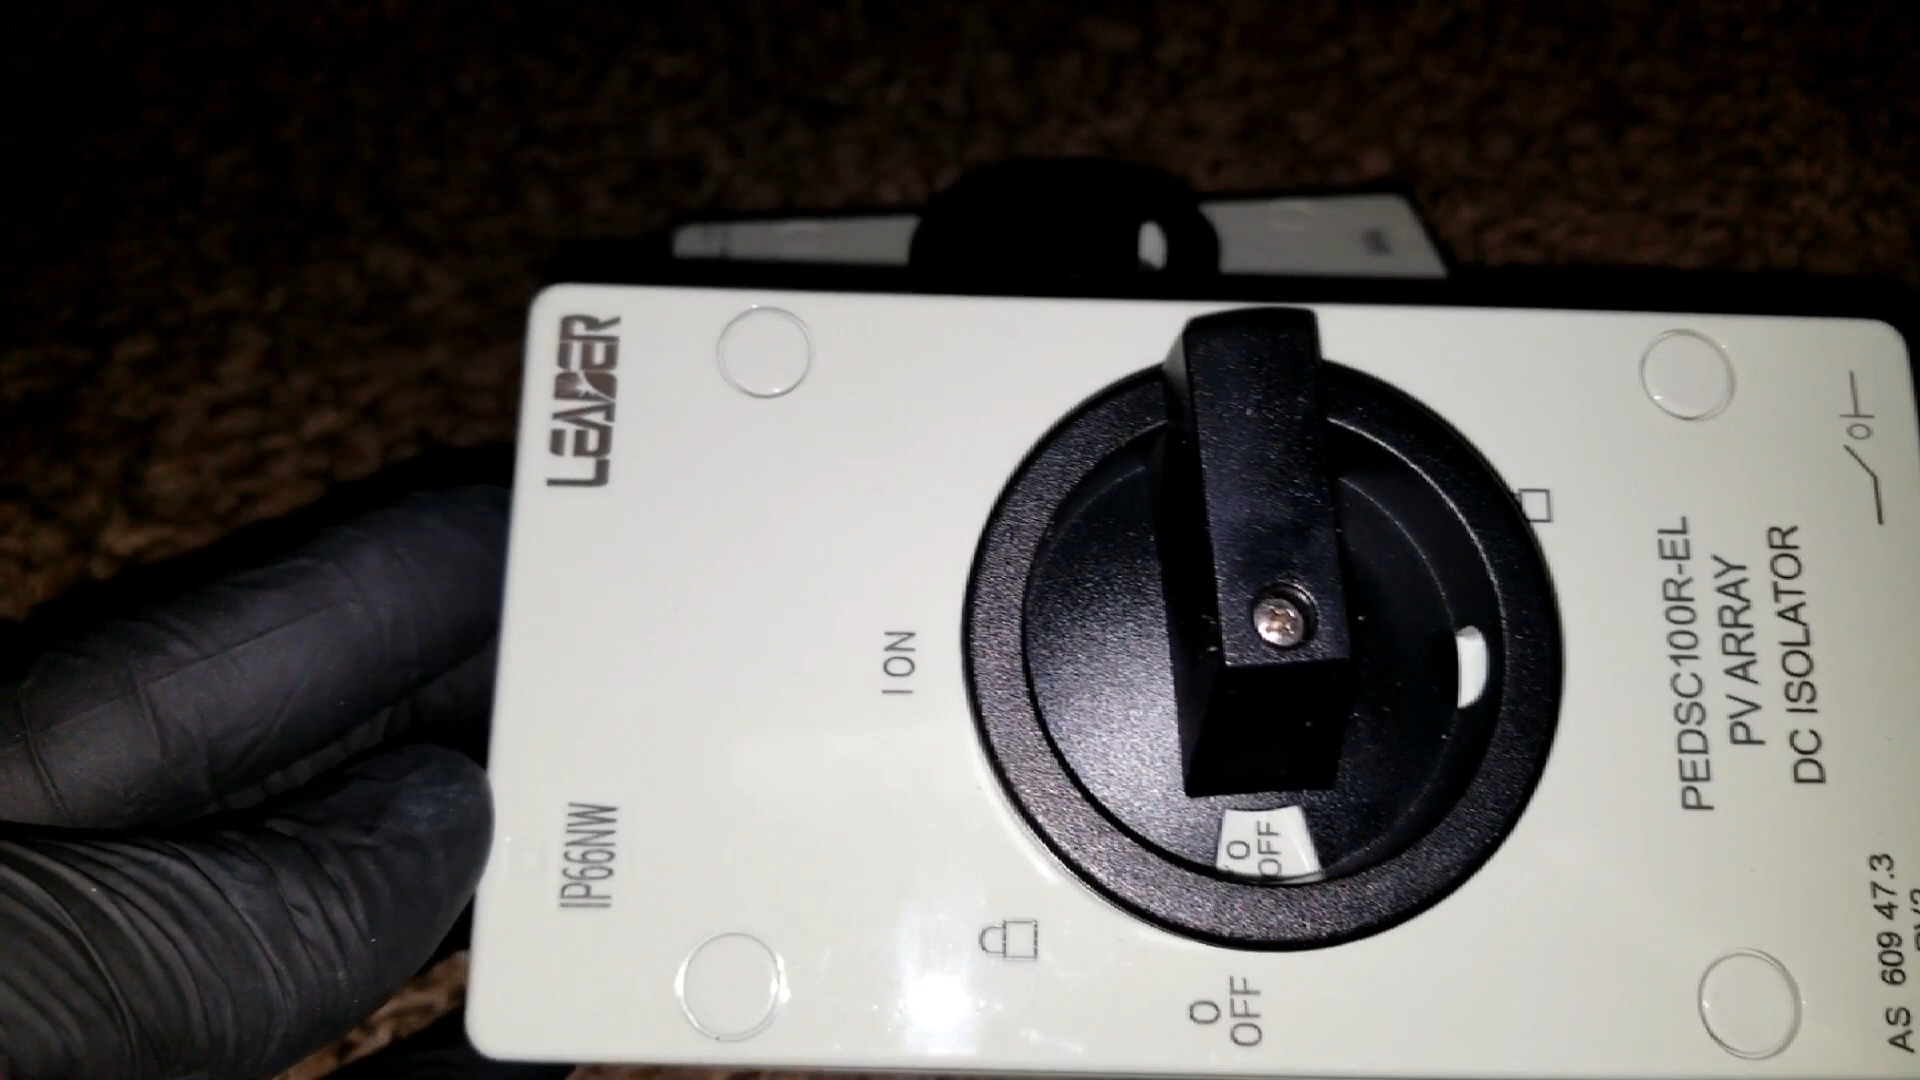 LEADER
IP66NW
I ON
O
OFF
O
OFF
PEDSC100R-EL
PV ARRAY
DC ISOLATOR
AS 609 47.3